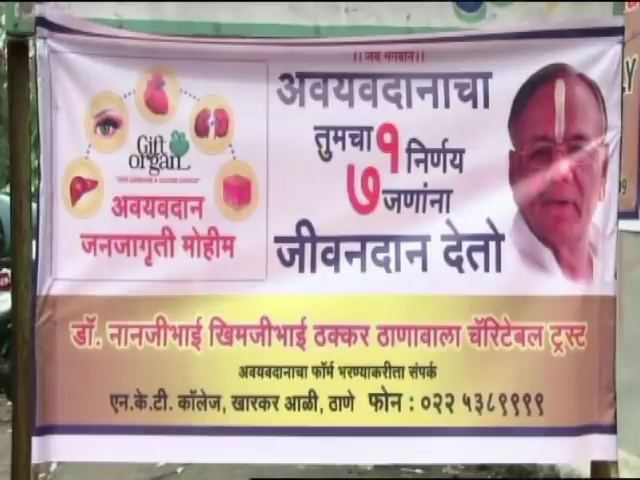 ।। जय भगवान।।
अवयवदानाचा
तुमचा १ निर्णय
७ जणांना
जीवनदान देतो
Gift
organ
अवयवदान
जनजागृती मोहीम
डॉ. नानजीभाई खिमजीभाई ठक्कर ठाणावाला चॅरिटेबल ट्रस्ट
अवयवदानाचा फॉर्म भरण्याकरीता संपर्क
एन.के.टी. कॉलेज, खारकर आळी, ठाणे फोन : ०२२ ५३८९९९९